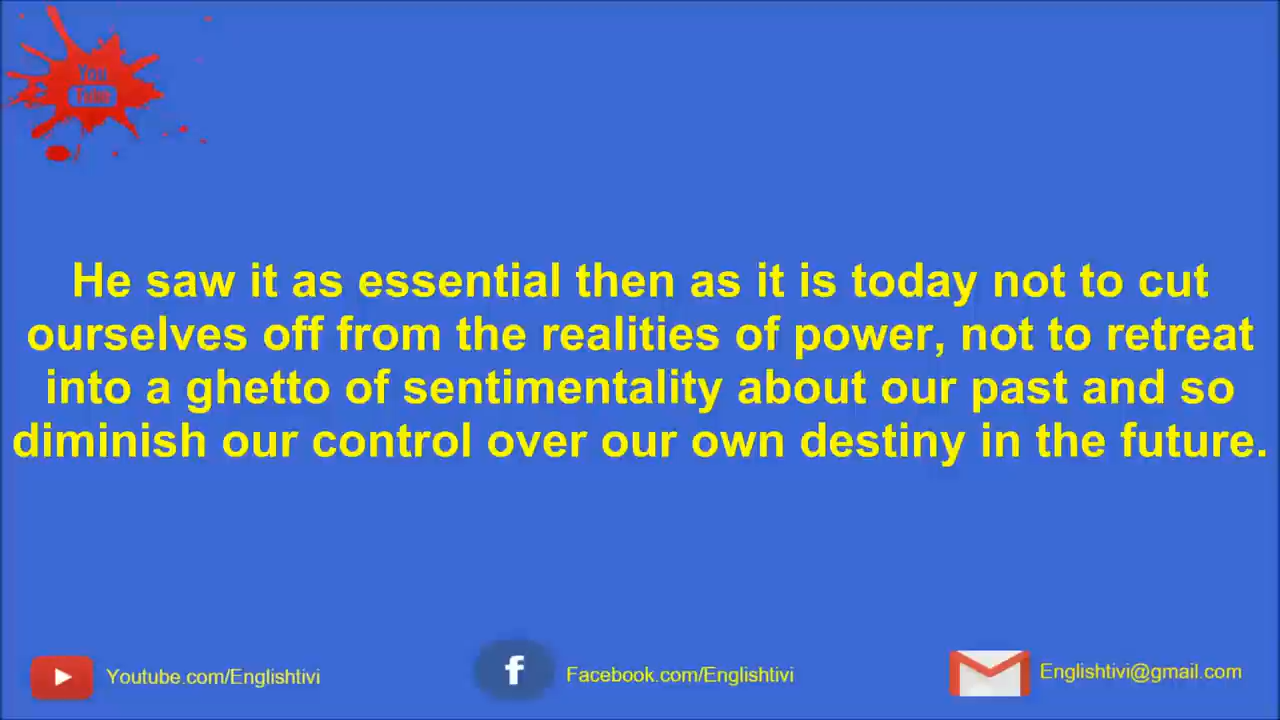 You
Tube
He saw it as essential then as it is today not to cut
ourselves off from the realities of power, not to retreat
into a ghetto of sentimentality about our past and so
diminish our control over our own destiny in the future.
Youtube.com/Englishtivi
f
Facebook.com/Englishtivi
Englishtivi@gmail.com